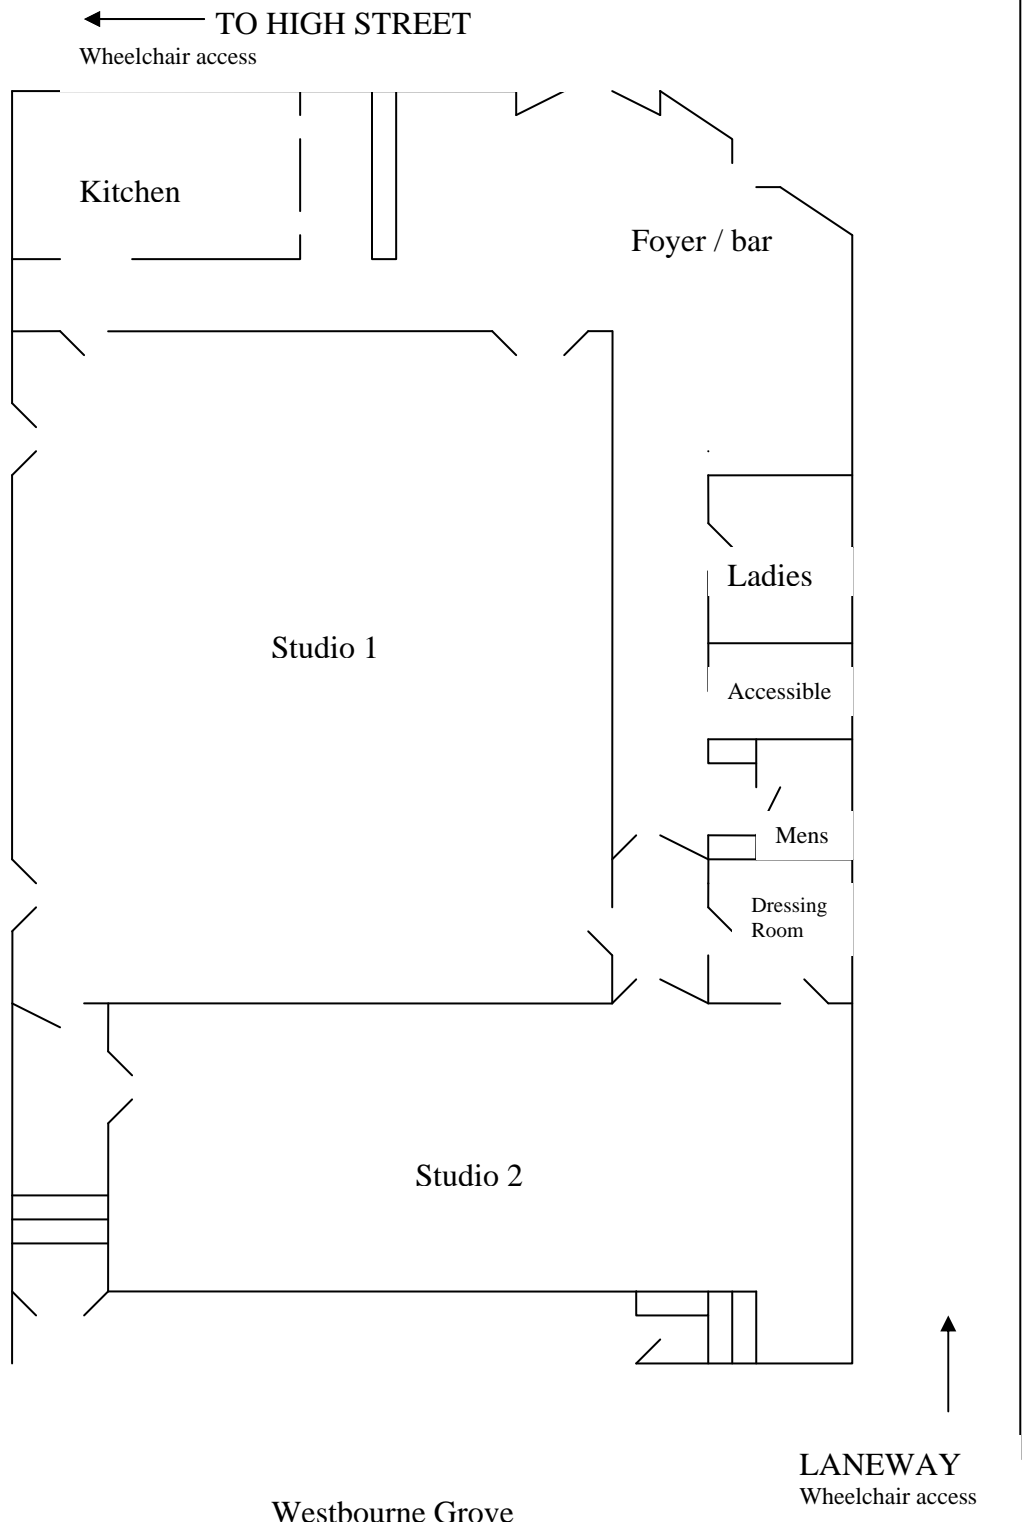 TO HIGH STREET
Wheelchair access
Kitchen
Foyer / bar
Ladies
Studio 1
Accessible
Mens
Dressing
Room
Studio 2
LANEWAY
Wheelchair access
Westbourne Grove